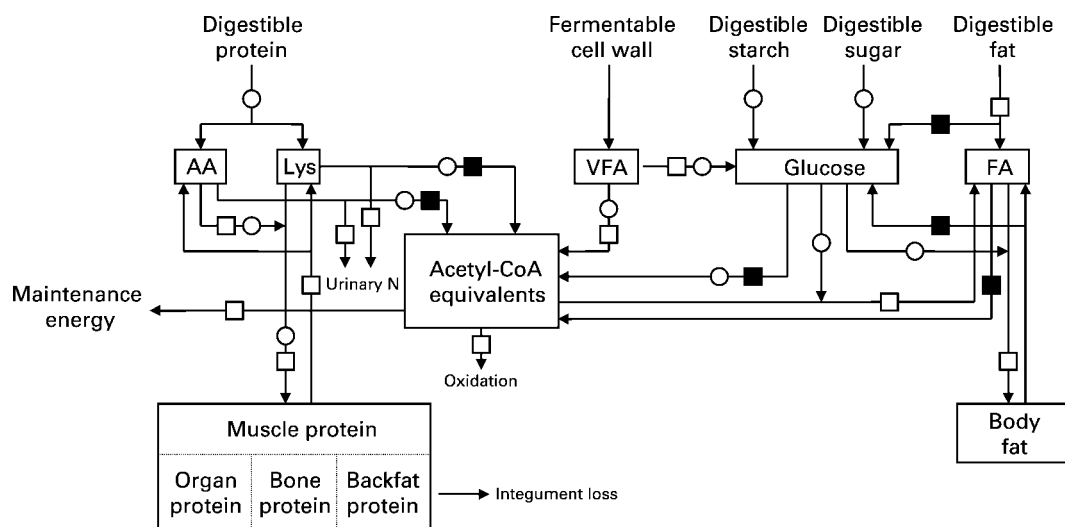 Digestible
protein
Fermentable
cell wall
Digestible
starch
Digestible
sugar
Digestible
fat
AA
Lys
VFA
Glucose
FA
Acetyl-CoA
equivalents
Urinary N
Maintenance
energy
Oxidation
Muscle protein
Organ
protein
Bone
protein
Backfat
protein
Integument loss
Body
fat